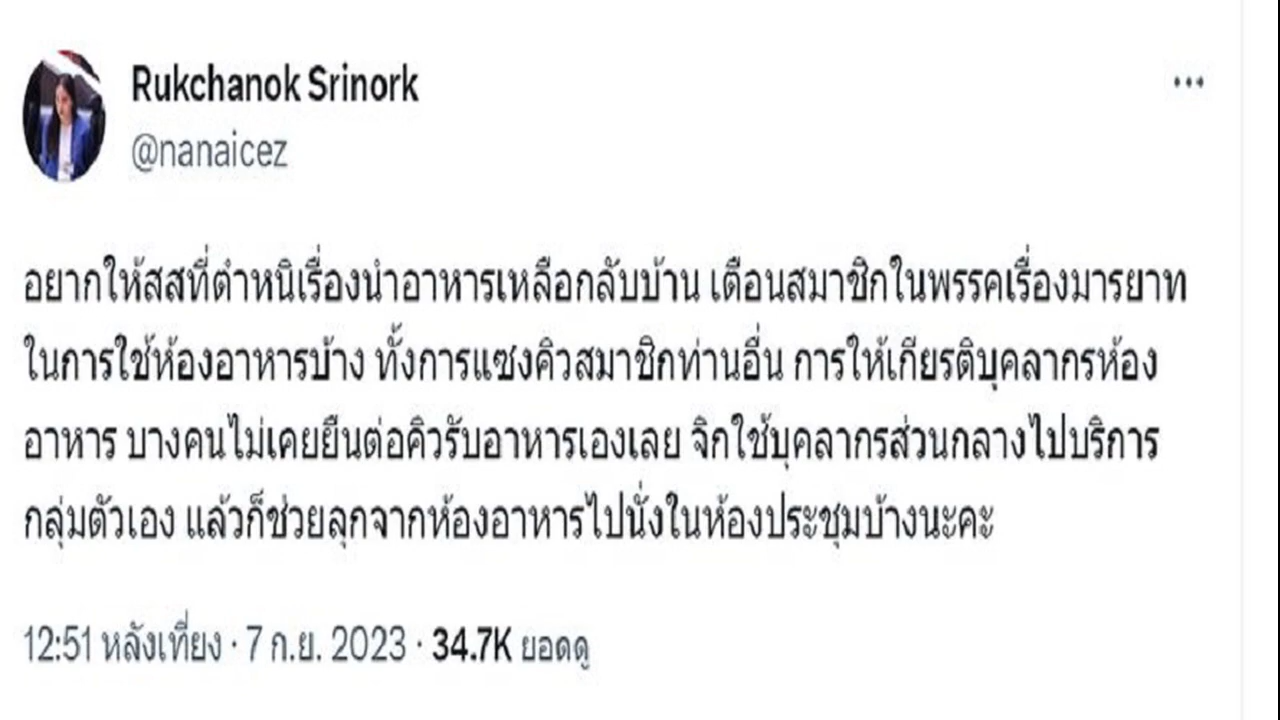 Rukchanok Srinork
@nanaicez
อยากให้สสที่ตำหนิเรื่องนำอาหารเหลือกลับบ้าน เตือนสมาชิกในพรรคเรื่องมารยาท
ในการใช้ห้องอาหารบ้าง ทั้งการแซงคิวสมาชิกท่านอื่น การให้เกียรติบุคลากรห้อง
อาหาร บางคนไม่เคยยืนต่อคิวรับอาหารเองเลย จิกใช้บุคลากรส่วนกลางไปบริการ
กลุ่มตัวเอง แล้วก็ช่วยลุกจากห้องอาหารไปนั่งในห้องประชุมบ้างนะคะ
12:51 หลังเที่ยง · 7 ก.ย. 2023 · 34.7K ยอดดู